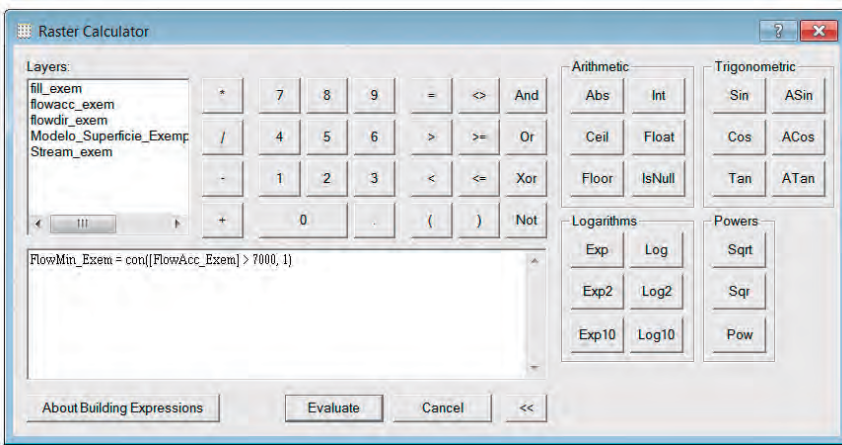 Raster Calculator
Layers:
fill_exem
flowacc_exem
flowdir_exem
Modelo_Superficie_Exemp
Stream_exem
* 7 8 9 = <> And
/ 4 5 6 > >= Or
- 1 2 3 < <= Xor
+ 0 . ( ) Not
Arithmetic
Abs Int
Ceil Float
Floor IsNull
Trigonometric
Sin ASin
Cos ACos
Tan ATan
Logarithms
Exp Log
Exp2 Log2
Exp10 Log10
Powers
Sqrt
Sqr
Pow
FlowMin_Exem = con([FlowAcc_Exem] > 7000, 1)
About Building Expressions
Evaluate
Cancel
<<